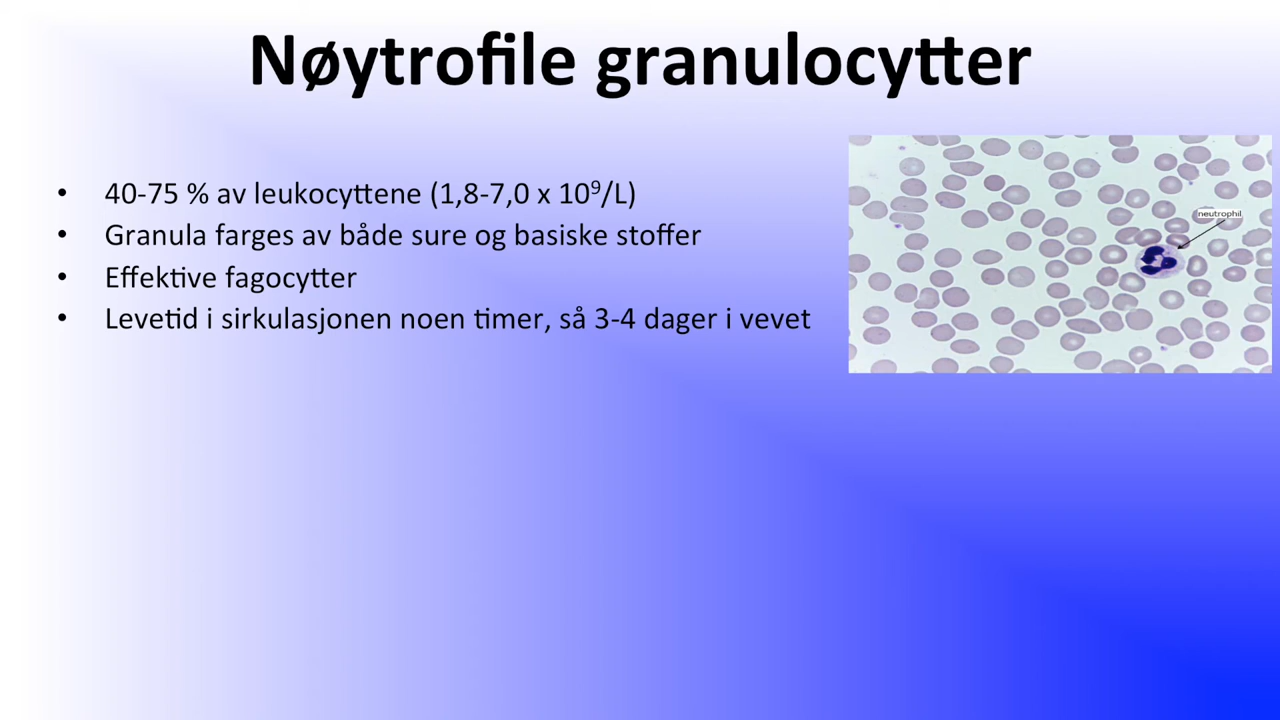 Nøytrofile granulocytter
• 40-75 % av leukocyttene (1,8-7,0 x 10⁹/L)
• Granula farges av både sure og basiske stoffer
• Effektive fagocytter
• Levetid i sirkulasjonen noen timer, så 3-4 dager i vevet
neutrophil